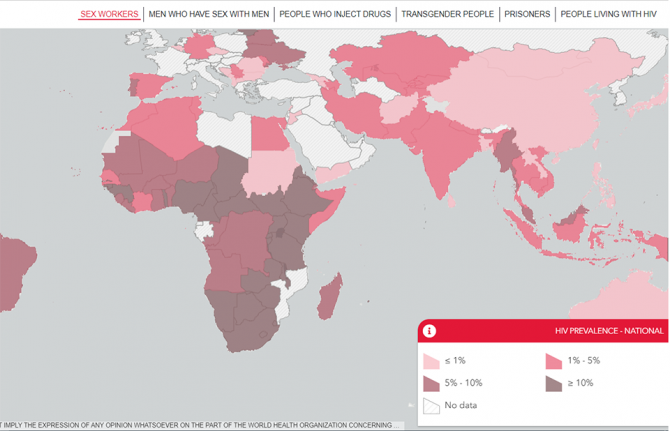 SEX WORKERS | MEN WHO HAVE SEX WITH MEN | PEOPLE WHO INJECT DRUGS | TRANSGENDER PEOPLE | PRISONERS | PEOPLE LIVING WITH HIV
HIV PREVALENCE - NATIONAL
≤ 1%
1% - 5%
5% - 10%
≥ 10%
No data
T IMPLY THE EXPRESSION OF ANY OPINION WHATSOEVER ON THE PART OF THE WORLD HEALTH ORGANIZATION CONCERNING ...